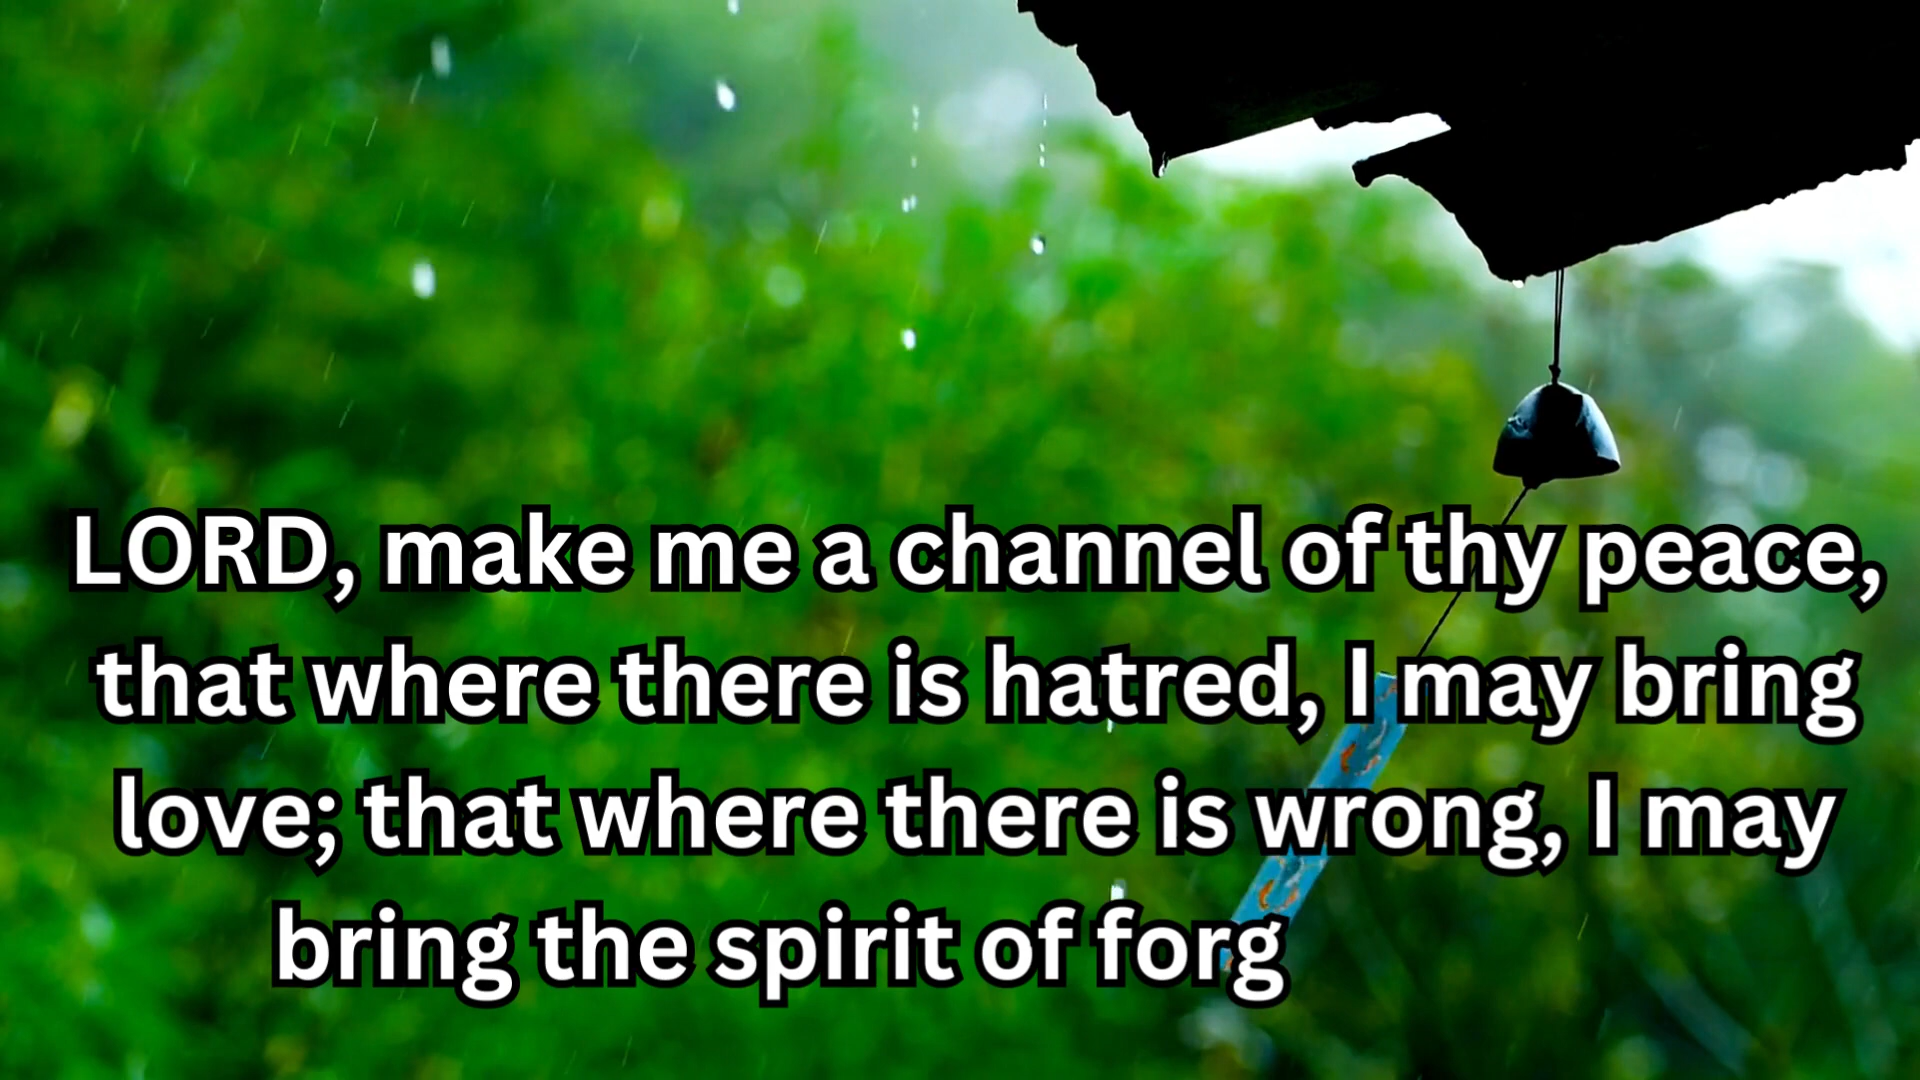 LORD, make me a channel of thy peace,
that where there is hatred, I may bring
love; that where there is wrong, I may
bring the spirit of forg